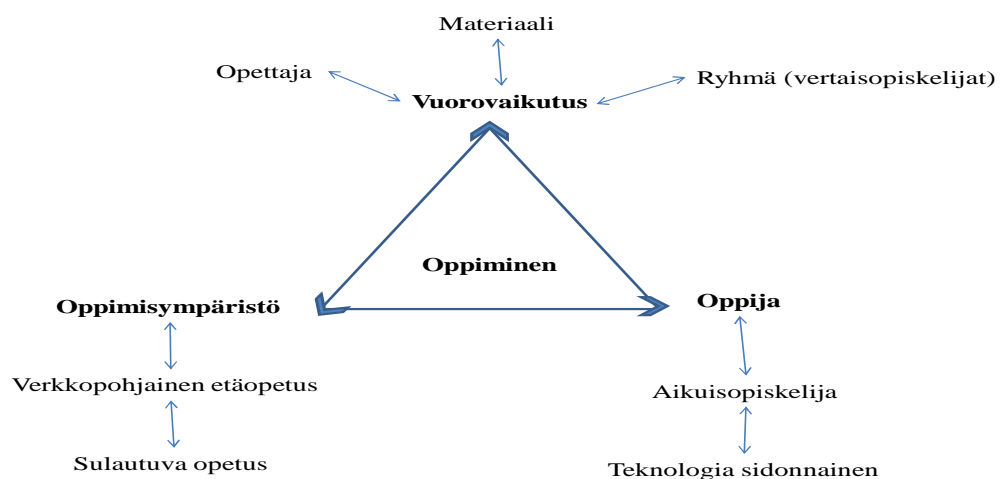 Materiaali
Opettaja
Ryhmä (vertaisopiskelijat)
Vuorovaikutus
Oppiminen
Oppimisympäristö
Oppija
Verkkopohjainen etäopetus
Aikuisopiskelija
Sulautuva opetus
Teknologia sidonnainen